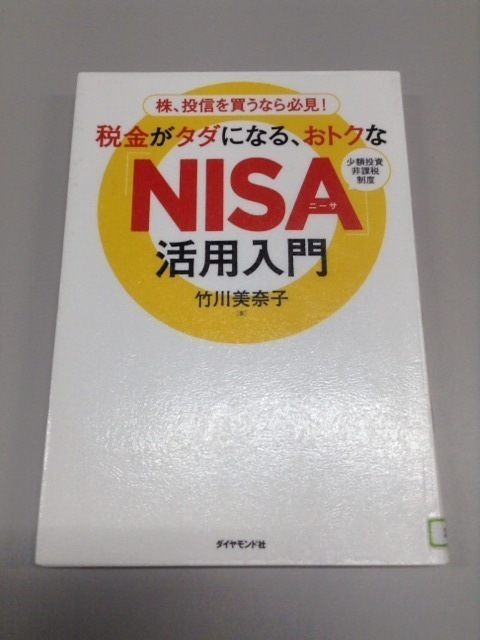 株、投信を買うなら必見！
税金がタダになる、おトクな
「NISA」
ニーサ
少額投資
非課税
制度
活用入門
竹川美奈子
[著]
ダイヤモンド社